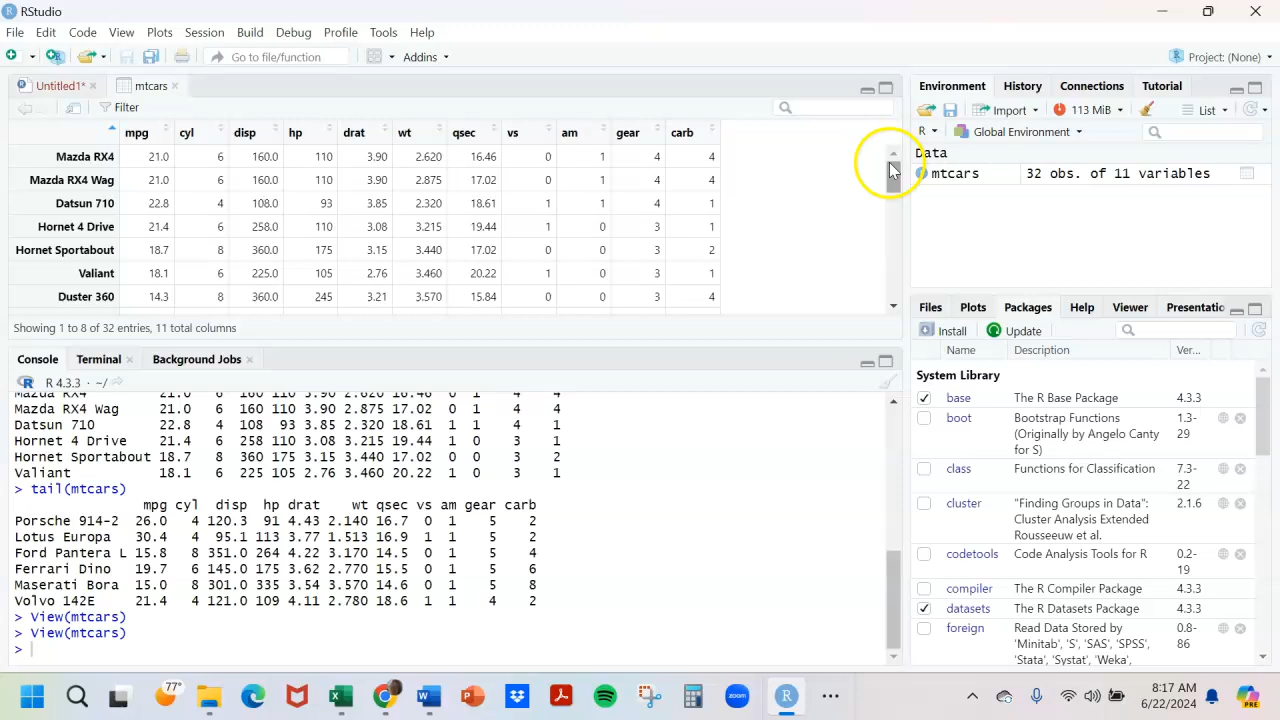 RStudio
File Edit Code View Plots Session Build Debug Profile Tools Help
Go to file/function Addins Project: (None)
Untitled1* mtcars
Filter
mpg cyl disp hp drat wt qsec vs am gear carb
Mazda RX4 21.0 6 160.0 110 3.90 2.620 16.46 0 1 4 4
Mazda RX4 Wag 21.0 6 160.0 110 3.90 2.875 17.02 0 1 4 4
Datsun 710 22.8 4 108.0 93 3.85 2.320 18.61 1 1 4 1
Hornet 4 Drive 21.4 6 258.0 110 3.08 3.215 19.44 1 0 3 1
Hornet Sportabout 18.7 8 360.0 175 3.15 3.440 17.02 0 0 3 2
Valiant 18.1 6 225.0 105 2.76 3.460 20.22 1 0 3 1
Duster 360 14.3 8 360.0 245 3.21 3.570 15.84 0 0 3 4
Showing 1 to 8 of 32 entries, 11 total columns
Console Terminal Background Jobs
R 4.3.3 · ~/
Mazda RX4 21.0 6 160 110 3.90 2.620 16.46 0 1 4 4
Mazda RX4 Wag 21.0 6 160 110 3.90 2.875 17.02 0 1 4 4
Datsun 710 22.8 4 108 93 3.85 2.320 18.61 1 1 4 1
Hornet 4 Drive 21.4 6 258 110 3.08 3.215 19.44 1 0 3 1
Hornet Sportabout 18.7 8 360 175 3.15 3.440 17.02 0 0 3 2
Valiant 18.1 6 225 105 2.76 3.460 20.22 1 0 3 1
> tail(mtcars)
mpg cyl disp hp drat wt qsec vs am gear carb
Porsche 914-2 26.0 4 120.3 91 4.43 2.140 16.7 0 1 5 2
Lotus Europa 30.4 4 95.1 113 3.77 1.513 16.9 1 1 5 2
Ford Pantera L 15.8 8 351.0 264 4.22 3.170 14.5 0 1 5 4
Ferrari Dino 19.7 6 145.0 175 3.62 2.770 15.5 0 1 5 6
Maserati Bora 15.0 8 301.0 335 3.54 3.570 14.6 0 1 5 8
Volvo 142E 21.4 4 121.0 109 4.11 2.780 18.6 1 1 4 2
> View(mtcars)
> View(mtcars)
>
Environment History Connections Tutorial
Import 113 MiB List
R Global Environment
Data
mtcars 32 obs. of 11 variables
Files Plots Packages Help Viewer Presentatio
Install Update
Name Description Ver...
System Library
base The R Base Package 4.3.3
boot Bootstrap Functions 1.3-
(Originally by Angelo Canty 29
for S)
class Functions for Classification 7.3-
22
cluster "Finding Groups in Data": 2.1.6
Cluster Analysis Extended
Rousseeuw et al.
codetools Code Analysis Tools for R 0.2-
19
compiler The R Compiler Package 4.3.3
datasets The R Datasets Package 4.3.3
foreign Read Data Stored by 0.8-
'Minitab', 'S', 'SAS', 'SPSS', 86
'Stata', 'Systat', 'Weka',
77°
zoom
8:17 AM
6/22/2024
PRE